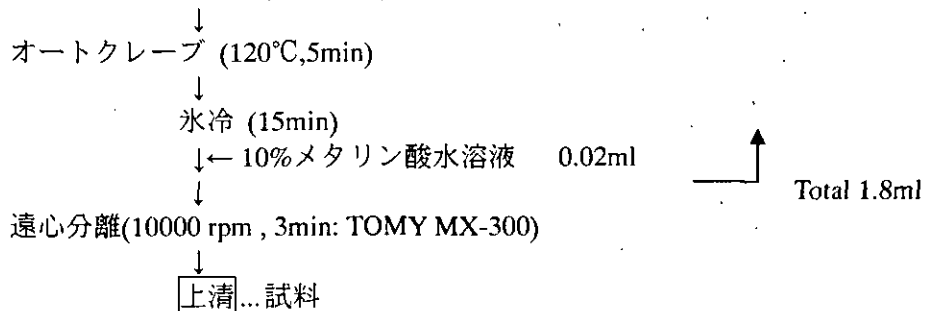 ↓
オートクレーブ (120℃,5min)
↓
氷冷 (15min)
↓← 10%メタリン酸水溶液 0.02ml
↓
Total 1.8ml
遠心分離(10000 rpm , 3min: TOMY MX-300)
↓
上清...試料